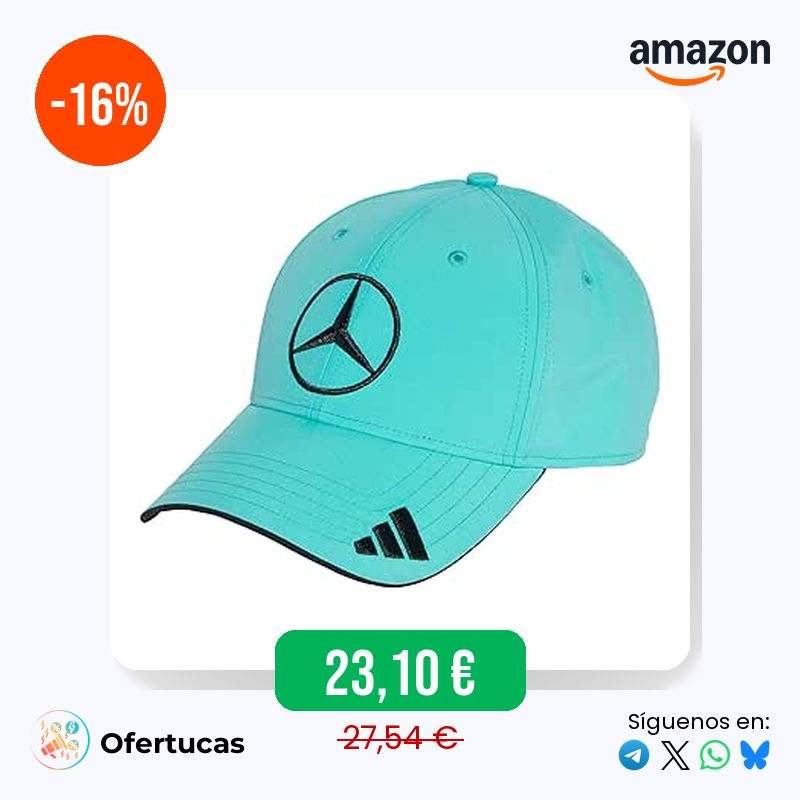 -16%
amazon
23,10 €
27,54 €
Ofertucas
Síguenos en: